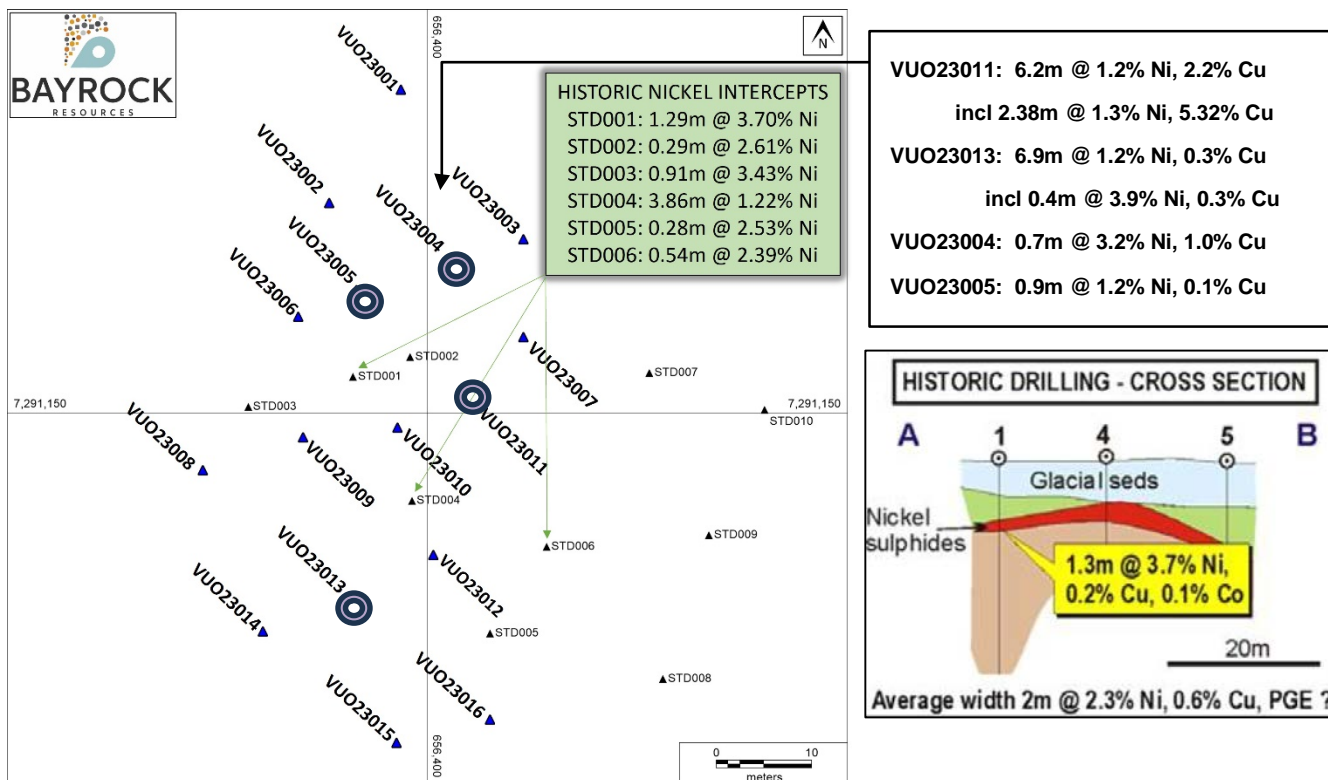 BAYROCK
RESOURCES
656,400
N
VUO23001
VUO23002
VUO23003
VUO23004
VUO23005
VUO23006
HISTORIC NICKEL INTERCEPTS
STD001: 1.29m @ 3.70% Ni
STD002: 0.29m @ 2.61% Ni
STD003: 0.91m @ 3.43% Ni
STD004: 3.86m @ 1.22% Ni
STD005: 0.28m @ 2.53% Ni
STD006: 0.54m @ 2.39% Ni
STD002
STD001
VUO23007
STD007
7,291,150
STD003
7,291,150
STD010
VUO23008
VUO23009
VUO23010
VUO23011
STD004
STD006
STD009
VUO23013
VUO23012
VUO23014
STD005
STD008
VUO23015
VUO23016
656,400
0 10
meters
VUO23011: 6.2m @ 1.2% Ni, 2.2% Cu
incl 2.38m @ 1.3% Ni, 5.32% Cu
VUO23013: 6.9m @ 1.2% Ni, 0.3% Cu
incl 0.4m @ 3.9% Ni, 0.3% Cu
VUO23004: 0.7m @ 3.2% Ni, 1.0% Cu
VUO23005: 0.9m @ 1.2% Ni, 0.1% Cu
HISTORIC DRILLING - CROSS SECTION
A 1 4 5 B
Glacial seds
Nickel
sulphides
1.3m @ 3.7% Ni,
0.2% Cu, 0.1% Co
20m
Average width 2m @ 2.3% Ni, 0.6% Cu, PGE ?